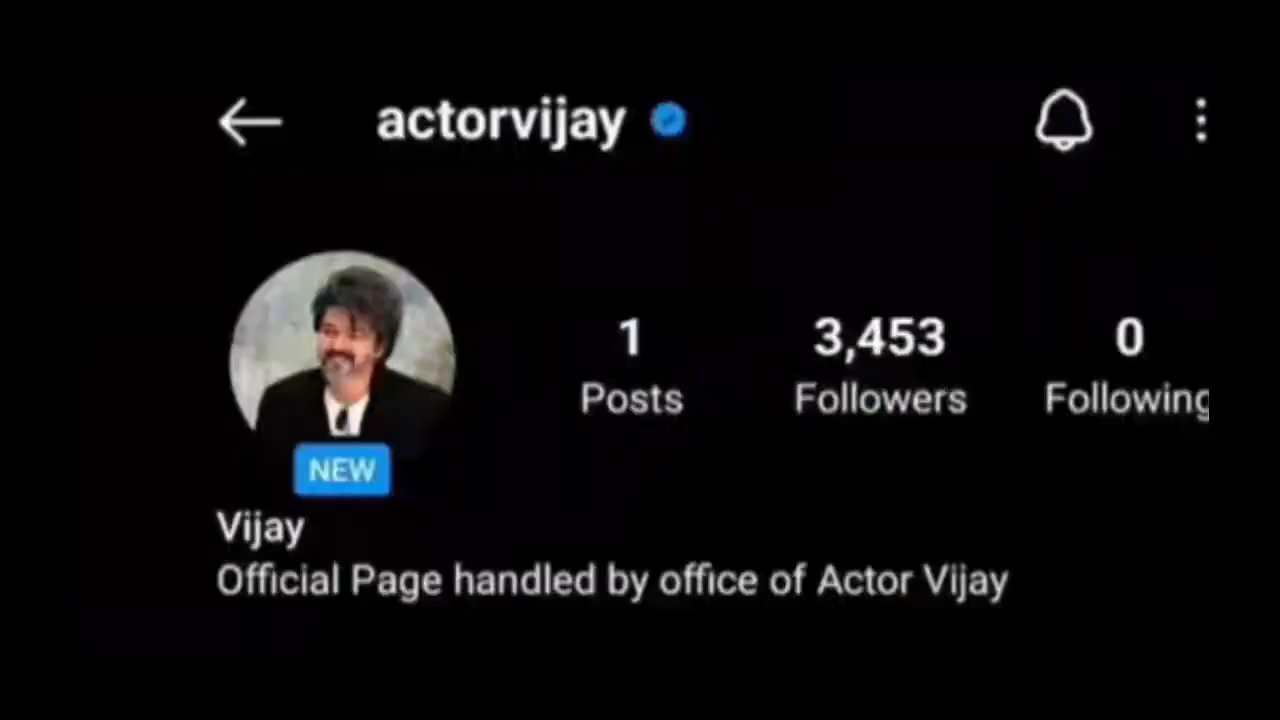 actorvijay
1 3,453 0
Posts Followers Following
NEW
Vijay
Official Page handled by office of Actor Vijay